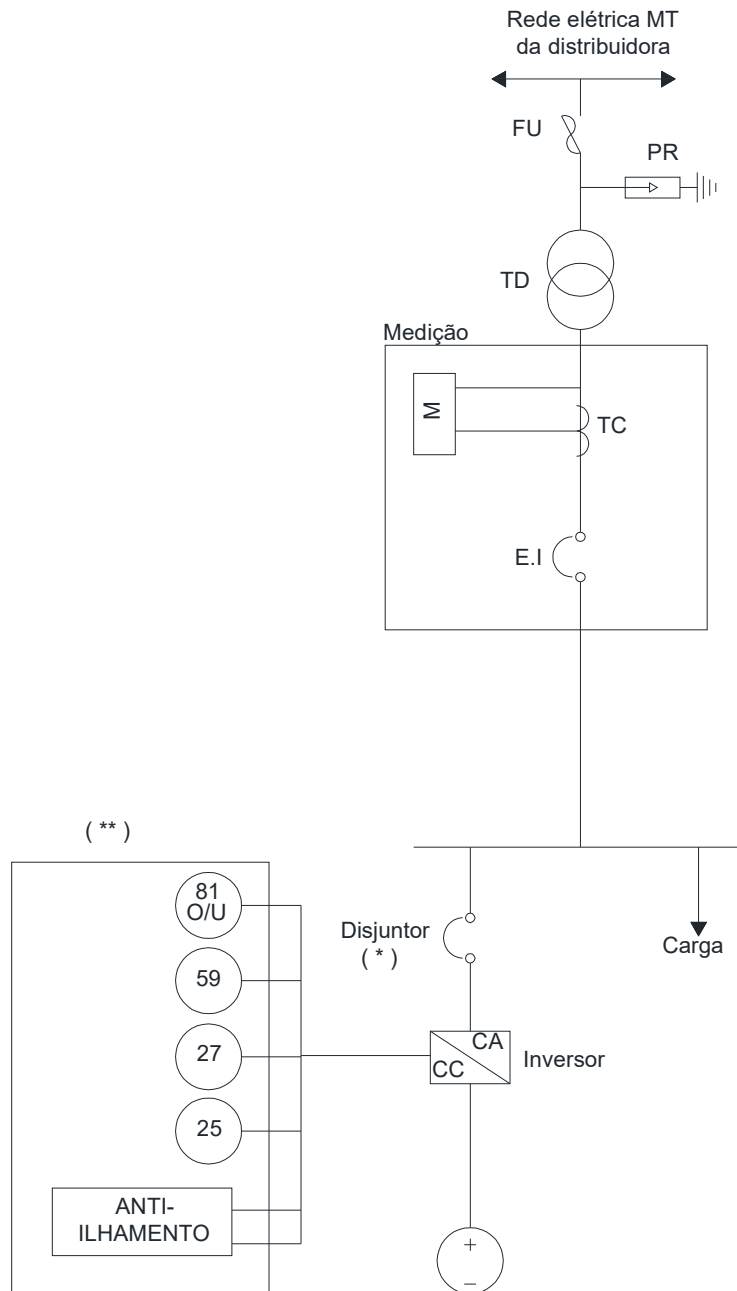 Rede elétrica MT
da distribuidora
FU
PR
TD
Medição
M
TC
E.I
( ** )
81
O/U
59
27
25
ANTI-
ILHAMENTO
Disjuntor
( * )
Carga
CA
CC
Inversor
+
–